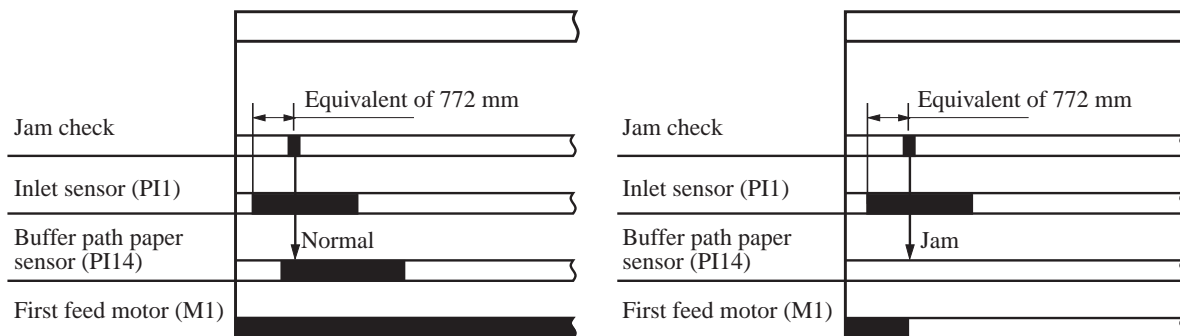 Equivalent of 772 mm
Jam check
Inlet sensor (PI1)
Normal
Buffer path paper
sensor (PI14)
First feed motor (M1)
Equivalent of 772 mm
Jam check
Inlet sensor (PI1)
Jam
Buffer path paper
sensor (PI14)
First feed motor (M1)